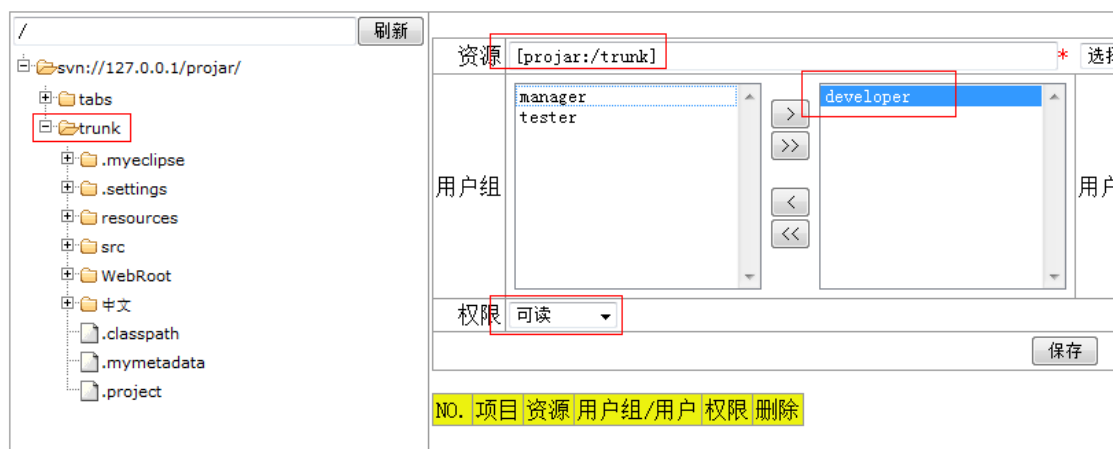 /
刷新
svn://127.0.0.1/projar/
tabs
trunk
.myeclipse
.settings
resources
src
WebRoot
中文
.classpath
.mymetadata
.project
资源 [projar:/trunk] * 选择
用户组 manager > developer 用户
tester
>>
<
<<
权限 可读
保存
NO. 项目 资源 用户组/用户 权限 删除